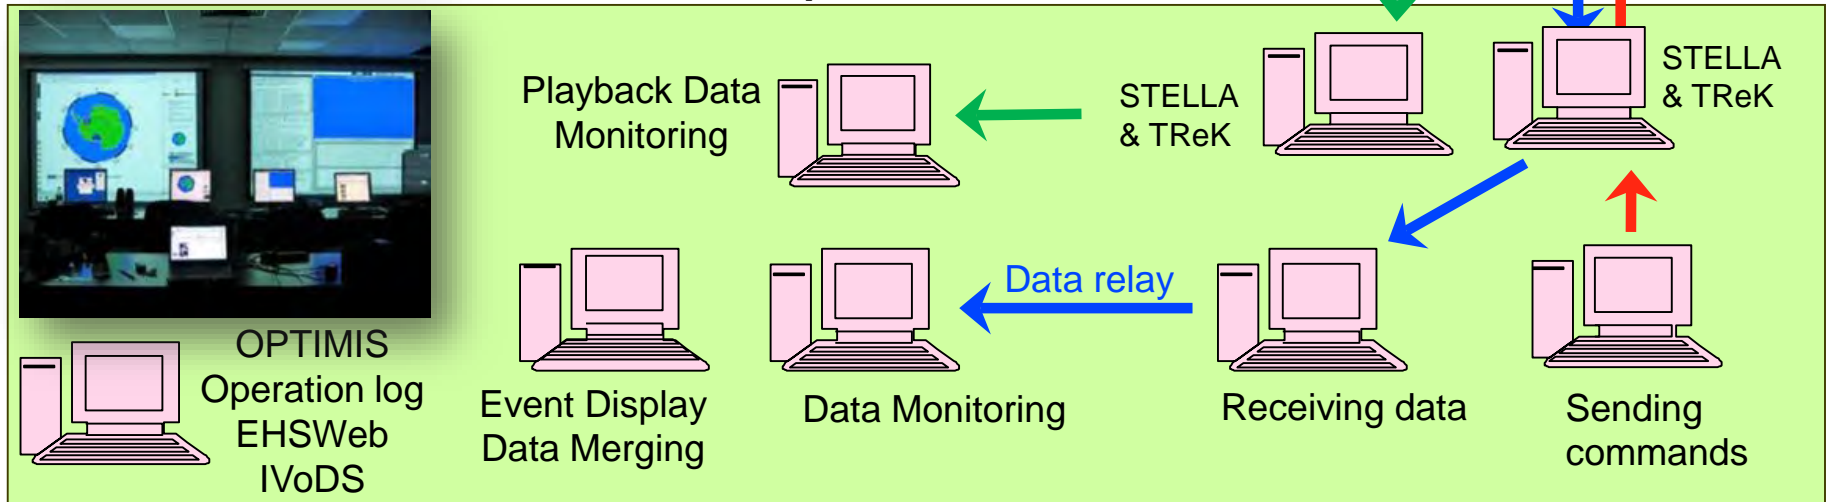 Playback Data
Monitoring
STELLA
& TReK
STELLA
& TReK
Data relay
OPTIMIS
Operation log
EHSWeb
IVoDS
Event Display
Data Merging
Data Monitoring
Receiving data
Sending
commands